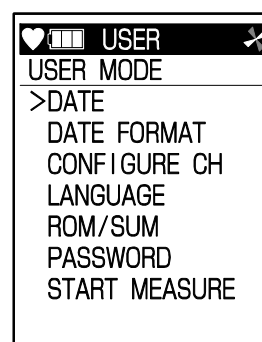 USER
USER MODE
>DATE
DATE FORMAT
CONFIGURE CH
LANGUAGE
ROM/SUM
PASSWORD
START MEASURE